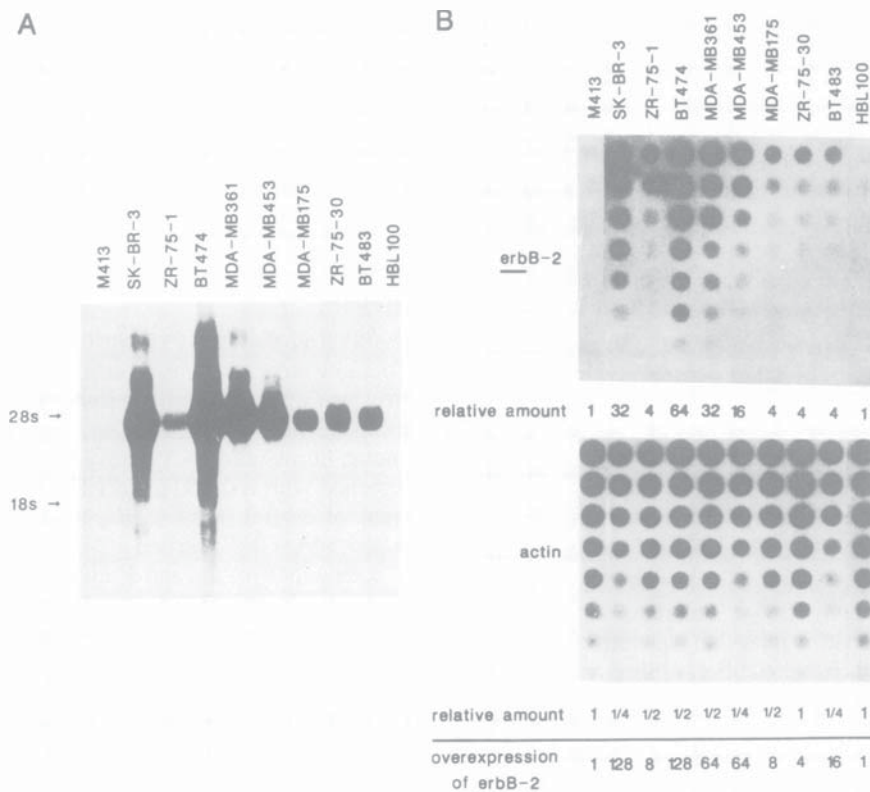 A
M413
SK-BR-3
ZR-75-1
BT474
MDA-MB361
MDA-MB453
MDA-MB175
ZR-75-30
BT483
HBL100
28s →
18s →
B
M413
SK-BR-3
ZR-75-1
BT474
MDA-MB361
MDA-MB453
MDA-MB175
ZR-75-30
BT483
HBL100
erbB-2
relative amount 1 32 4 64 32 16 4 4 4 1
actin
relative amount 1 1/4 1/2 1/2 1/2 1/4 1/2 1 1/4 1
overexpression 1 128 8 128 64 64 8 4 16 1
of erbB-2